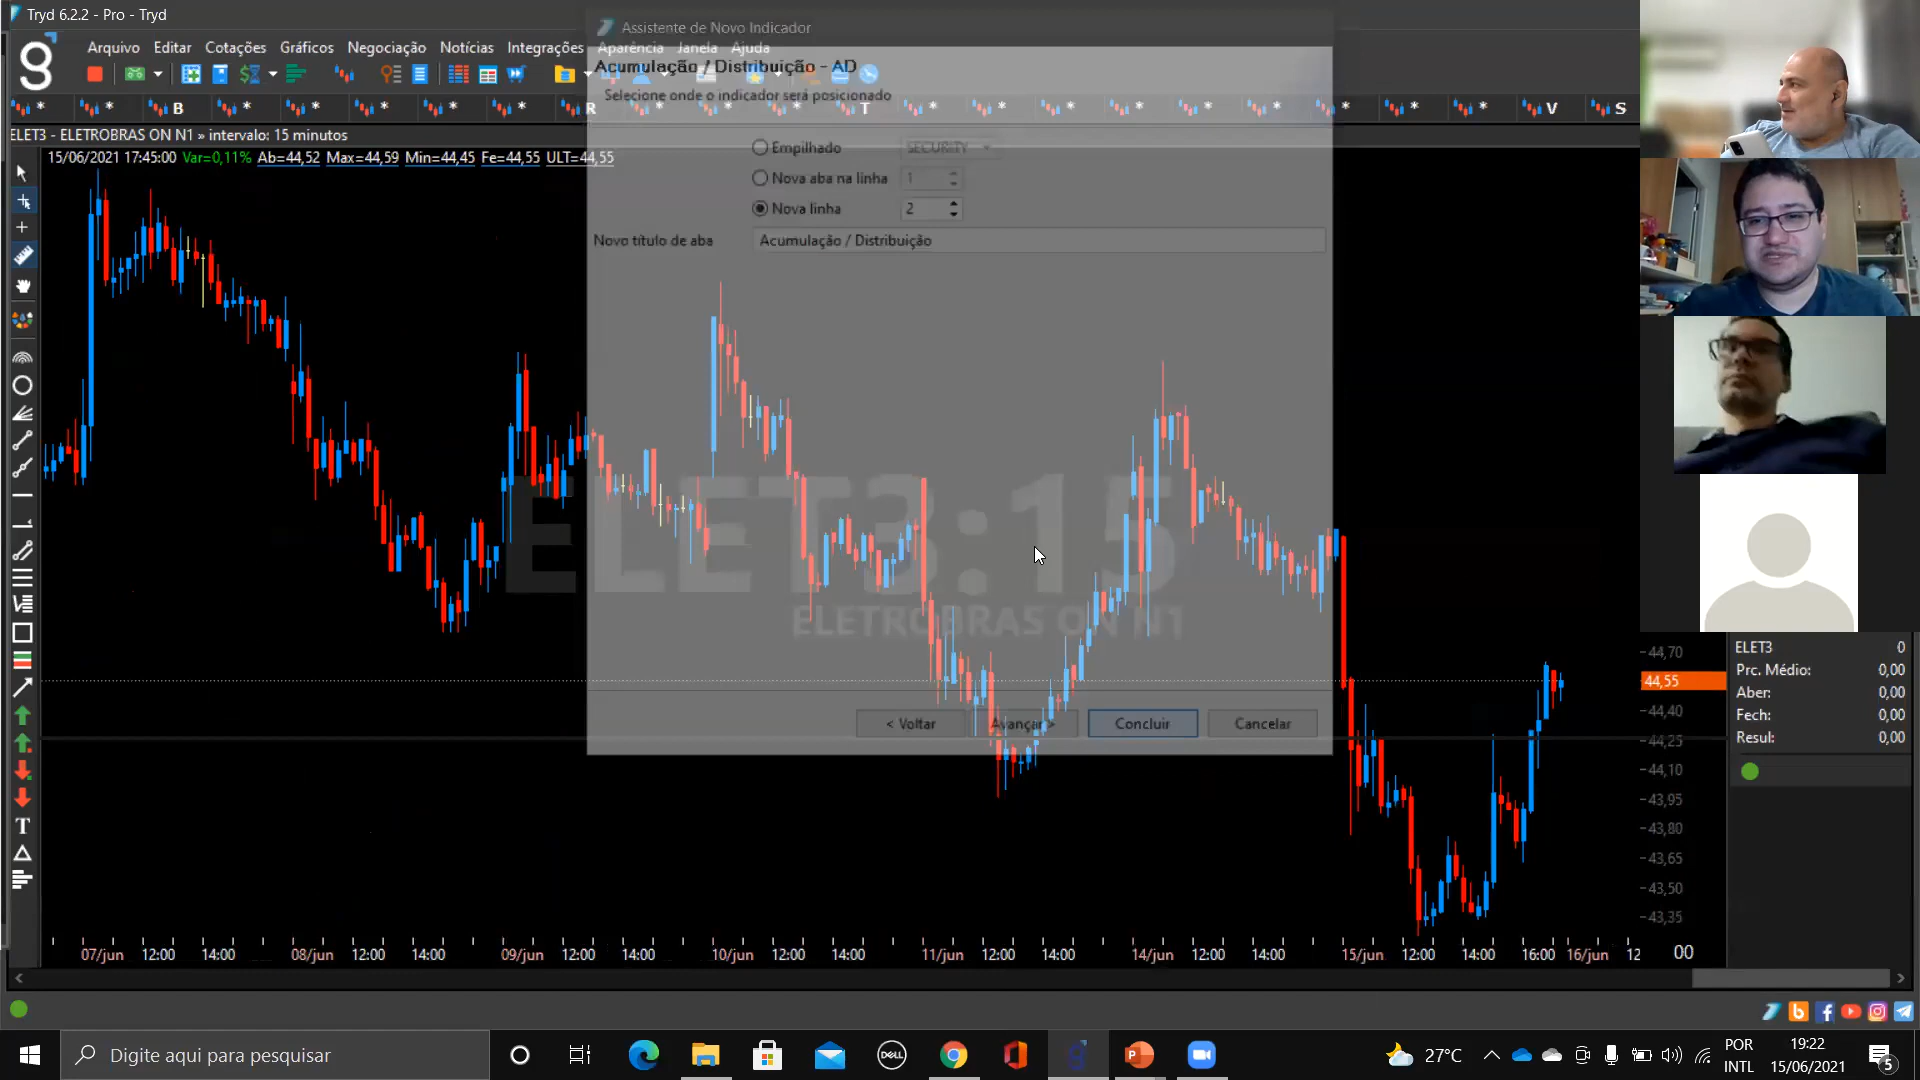 Tryd 6.2.2 - Pro - Tryd
Assistente de Novo Indicador
Arquivo Editar Cotações Gráficos Negociação Notícias Integrações Aparência Janela Ajuda
Acumulação / Distribuição - AD
Selecione onde o indicador será posicionado
* * B * * * * * R * * * T * * * * * * * * V S
ELET3 - ELETROBRAS ON N1 » intervalo: 15 minutos
15/06/2021 17:45:00 Var=0,11% Ab=44,52 Max=44,59 Min=44,45 Fe=44,55 ULT=44,55
Empilhado SECURITY
Nova aba na linha 1
Nova linha 2
Novo título de aba Acumulação / Distribuição
ELET3:15
ELETROBRAS ON N1
< Voltar Avançar > Concluir Cancelar
44,70
44,55
44,40
44,25
44,10
43,95
43,80
43,65
43,50
43,35
ELET3 0
Prc. Médio: 0,00
Aber: 0,00
Fech: 0,00
Resul: 0,00
T
07/jun 12:00 14:00 08/jun 12:00 14:00 09/jun 12:00 14:00 10/jun 12:00 14:00 11/jun 12:00 14:00 14/jun 12:00 14:00 15/jun 12:00 14:00 16:00 16/jun 12 00
Digite aqui para pesquisar
DELL
27°C
POR
INTL
19:22
15/06/2021
5